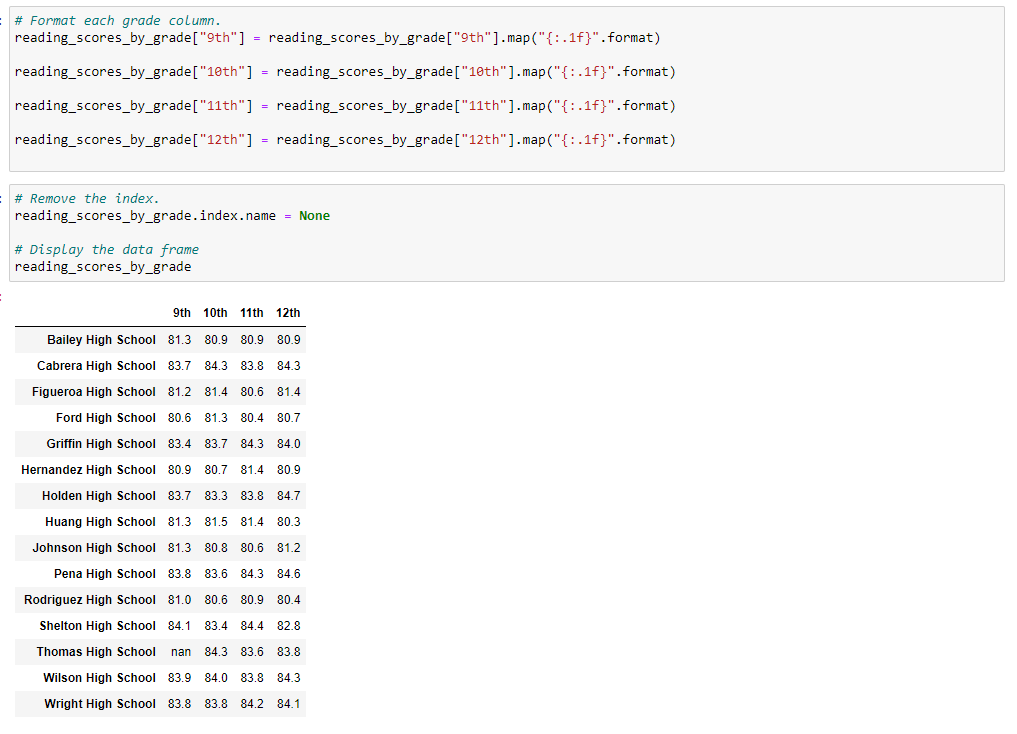 # Format each grade column.
reading_scores_by_grade["9th"] = reading_scores_by_grade["9th"].map("{:.1f}".format)
reading_scores_by_grade["10th"] = reading_scores_by_grade["10th"].map("{:.1f}".format)
reading_scores_by_grade["11th"] = reading_scores_by_grade["11th"].map("{:.1f}".format)
reading_scores_by_grade["12th"] = reading_scores_by_grade["12th"].map("{:.1f}".format)
# Remove the index.
reading_scores_by_grade.index.name = None
# Display the data frame
reading_scores_by_grade
9th 10th 11th 12th
Bailey High School 81.3 80.9 80.9 80.9
Cabrera High School 83.7 84.3 83.8 84.3
Figueroa High School 81.2 81.4 80.6 81.4
Ford High School 80.6 81.3 80.4 80.7
Griffin High School 83.4 83.7 84.3 84.0
Hernandez High School 80.9 80.7 81.4 80.9
Holden High School 83.7 83.3 83.8 84.7
Huang High School 81.3 81.5 81.4 80.3
Johnson High School 81.3 80.8 80.6 81.2
Pena High School 83.8 83.6 84.3 84.6
Rodriguez High School 81.0 80.6 80.9 80.4
Shelton High School 84.1 83.4 84.4 82.8
Thomas High School nan 84.3 83.6 83.8
Wilson High School 83.9 84.0 83.8 84.3
Wright High School 83.8 83.8 84.2 84.1